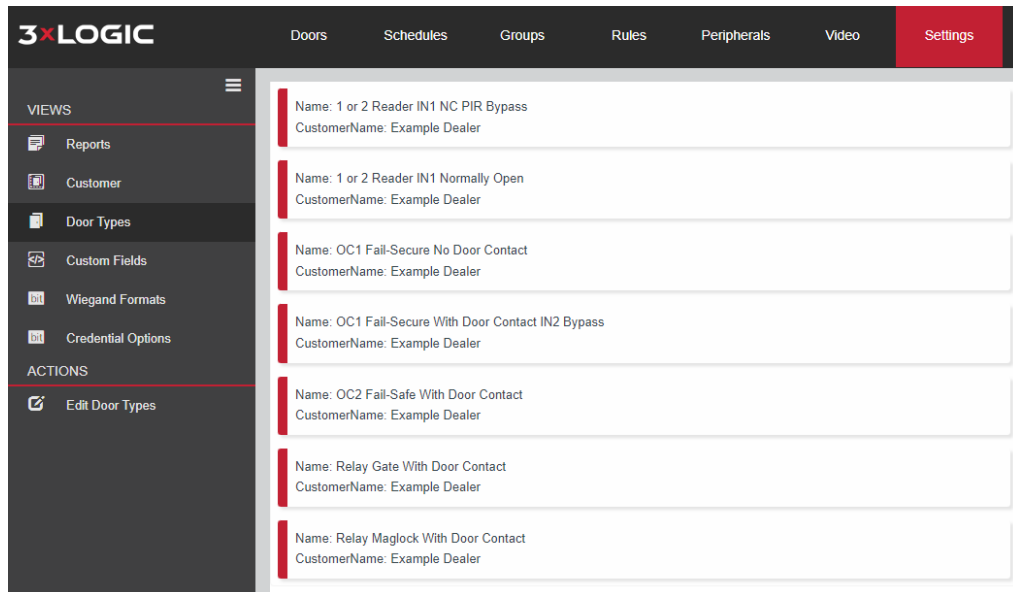 3xLOGIC
Doors Schedules Groups Rules Peripherals Video Settings
VIEWS
Reports
Customer
Door Types
Custom Fields
bit Wiegand Formats
bit Credential Options
ACTIONS
Edit Door Types
Name: 1 or 2 Reader IN1 NC PIR Bypass
CustomerName: Example Dealer
Name: 1 or 2 Reader IN1 Normally Open
CustomerName: Example Dealer
Name: OC1 Fail-Secure No Door Contact
CustomerName: Example Dealer
Name: OC1 Fail-Secure With Door Contact IN2 Bypass
CustomerName: Example Dealer
Name: OC2 Fail-Safe With Door Contact
CustomerName: Example Dealer
Name: Relay Gate With Door Contact
CustomerName: Example Dealer
Name: Relay Maglock With Door Contact
CustomerName: Example Dealer